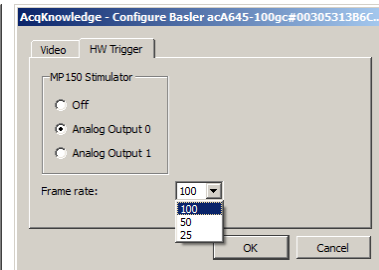 AcqKnowledge - Configure Basler acA645-100gc#00305313B6C...
Video HW Trigger
MP150 Stimulator
Off
Analog Output 0
Analog Output 1
Frame rate: 100
100
50
25
OK Cancel